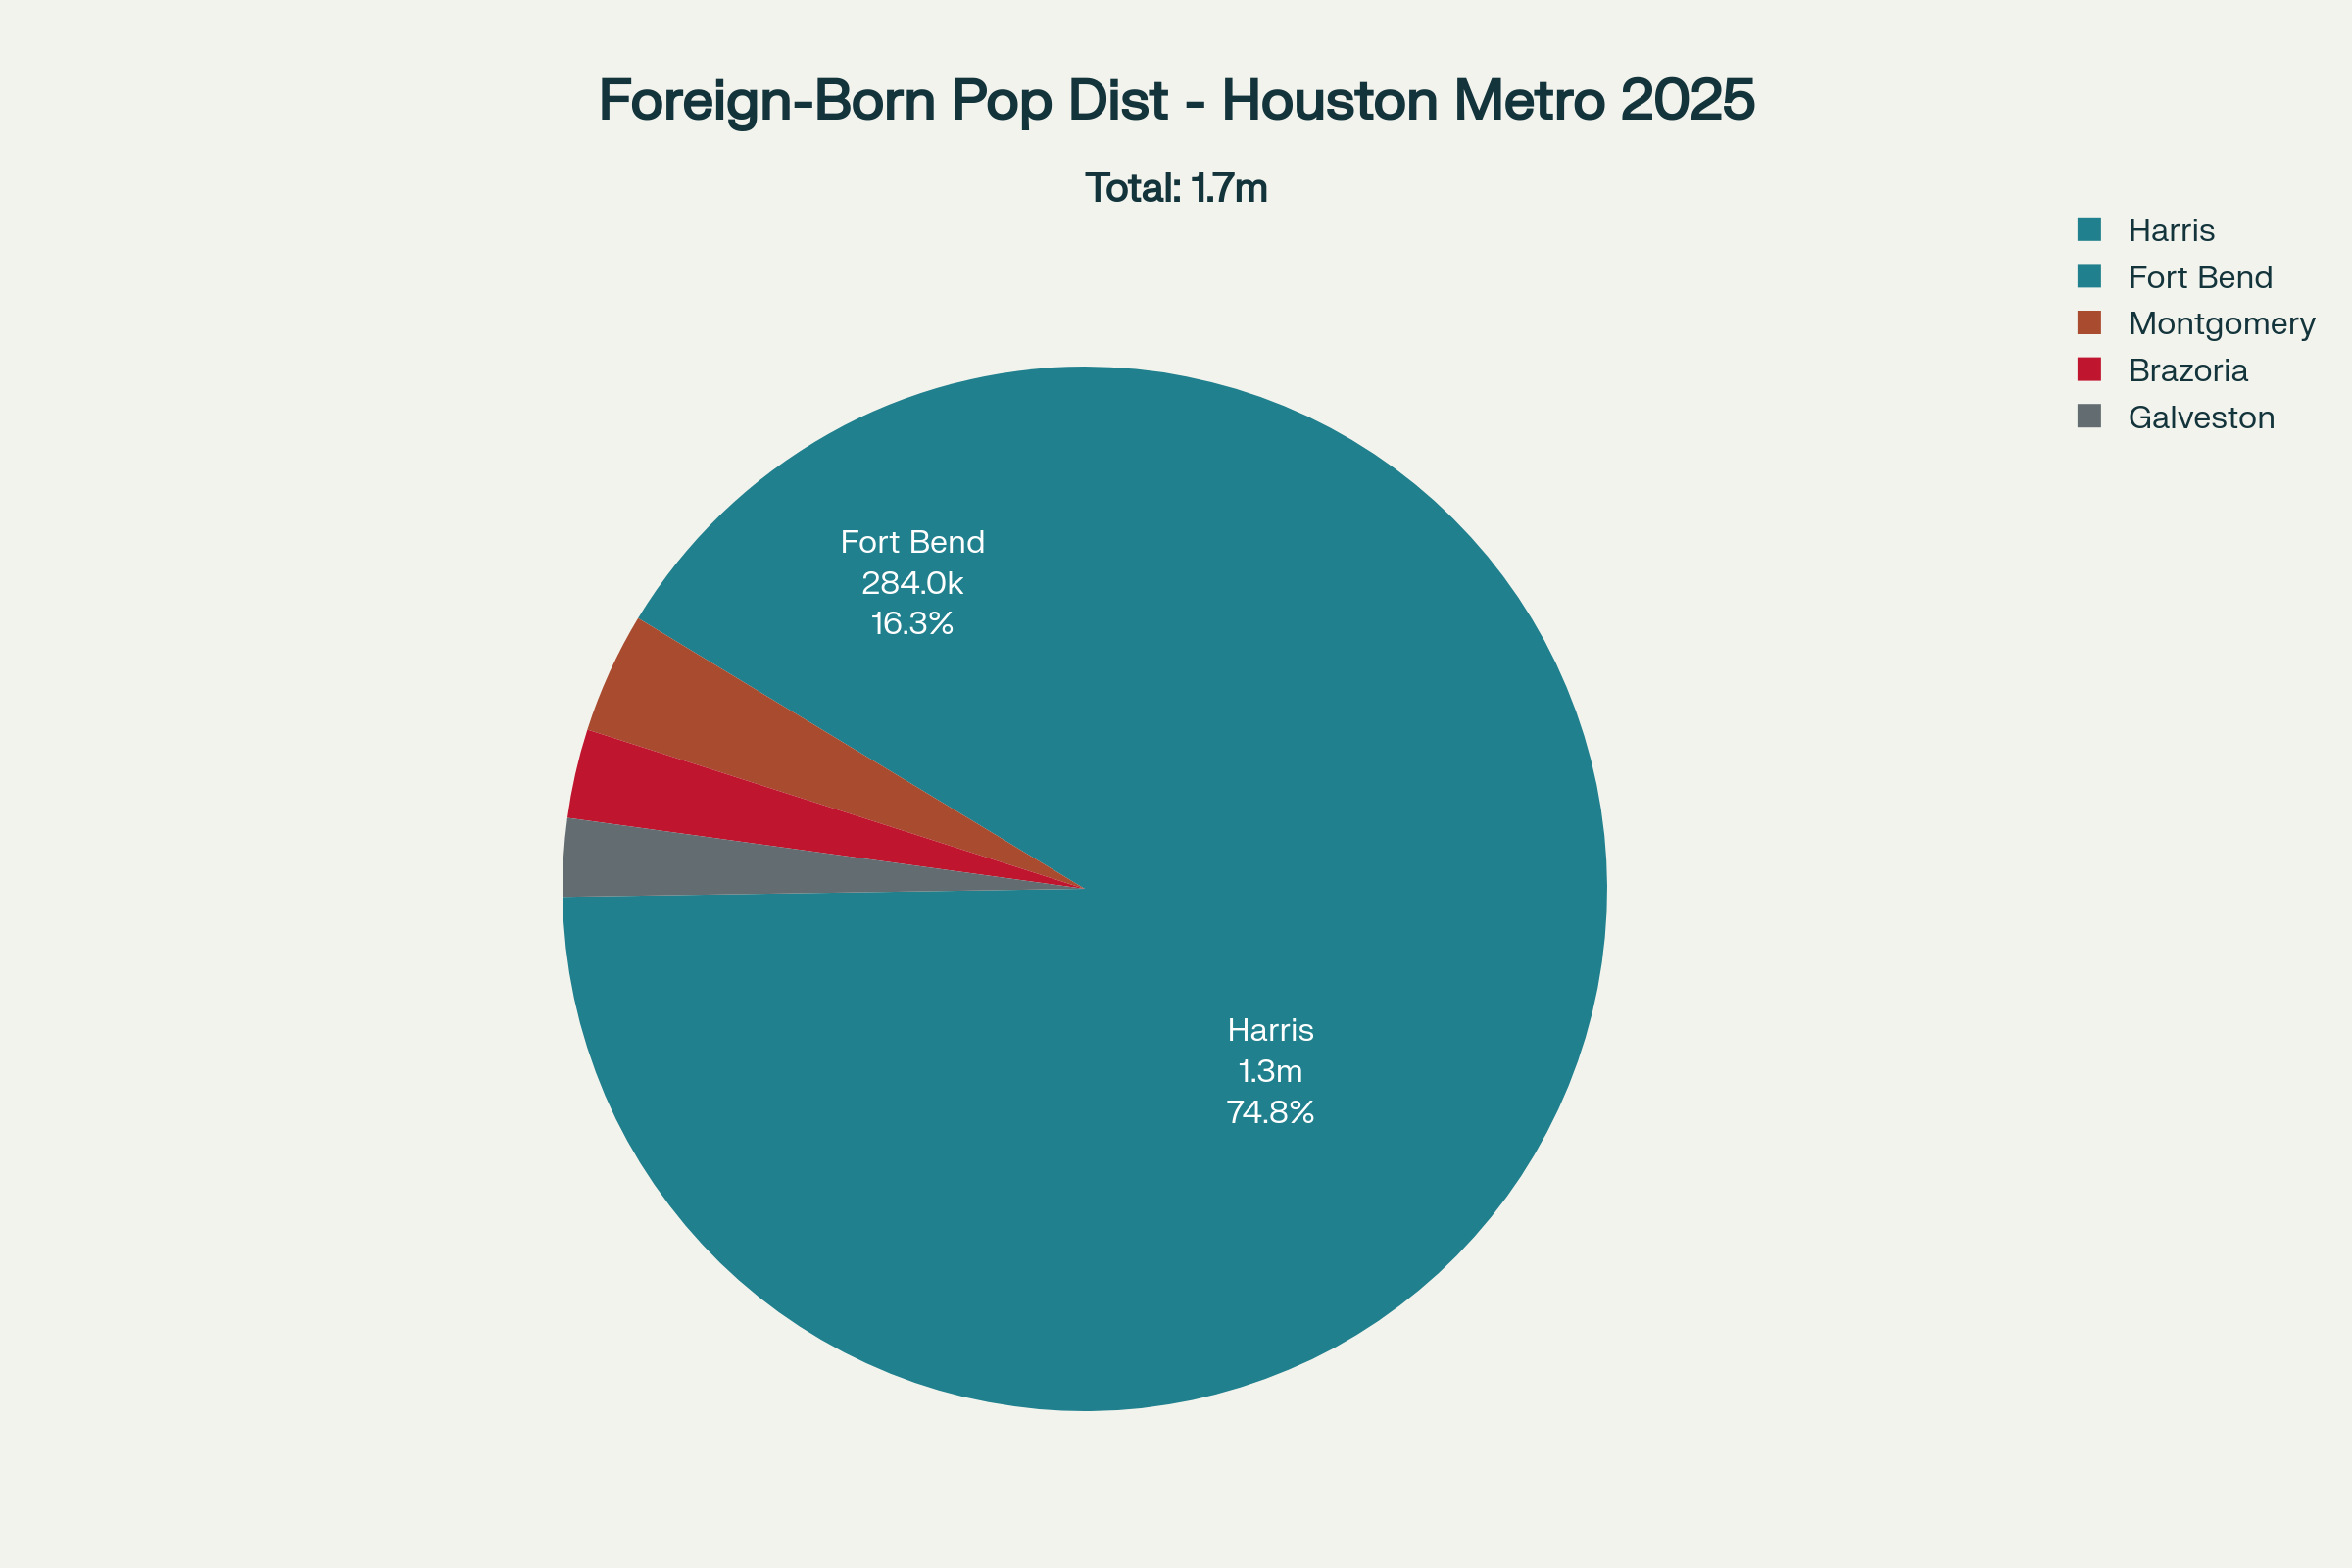 Foreign-Born Pop Dist - Houston Metro 2025
Total: 1.7m
Harris
Fort Bend
Montgomery
Brazoria
Galveston
Fort Bend
284.0k
16.3%
Harris
1.3m
74.8%